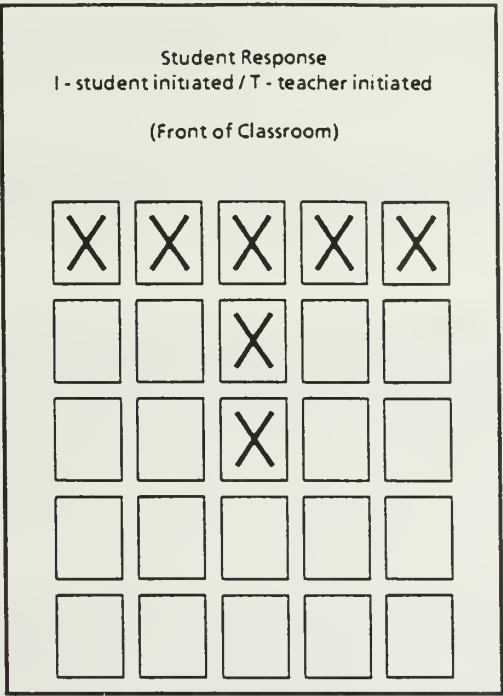 Student Response
I - student initiated / T - teacher initiated
(Front of Classroom)
X X X X X
X
X